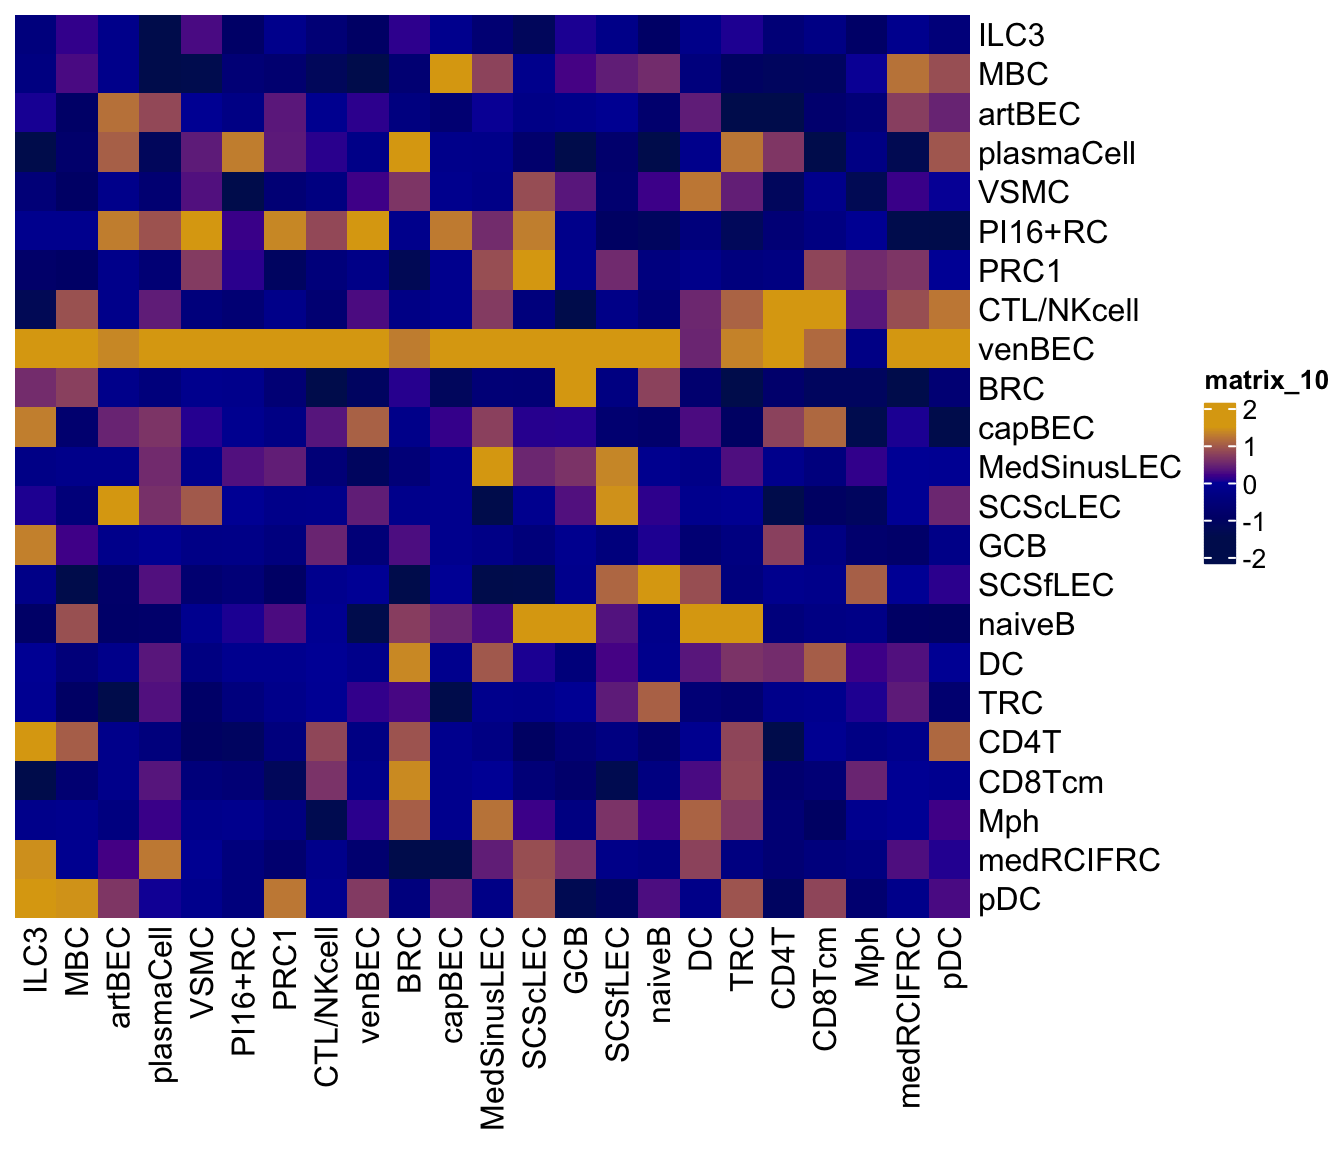 ILC3
MBC
artBEC
plasmaCell
VSMC
PI16+RC
PRC1
CTL/NKcell
venBEC
BRC
capBEC
MedSinusLEC
SCScLEC
GCB
SCSfLEC
naiveB
DC
TRC
CD4T
CD8Tcm
Mph
medRCIFRC
pDC
matrix_10
2
1
0
-1
-2
ILC3
MBC
artBEC
plasmaCell
VSMC
PI16+RC
PRC1
CTL/NKcell
venBEC
BRC
capBEC
MedSinusLEC
SCScLEC
GCB
SCSfLEC
naiveB
DC
TRC
CD4T
CD8Tcm
Mph
medRCIFRC
pDC